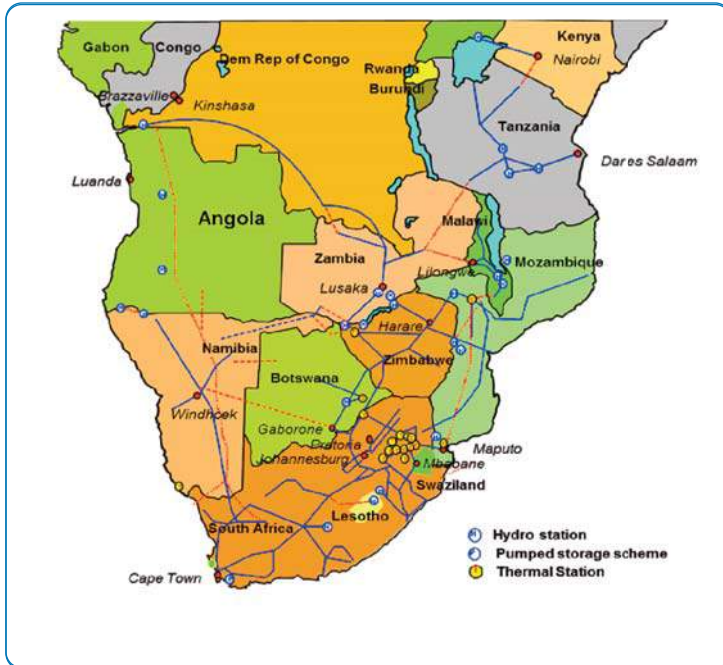 Kenya
Gabon
Congo
Dem Rep of Congo
Nairobi
Rwanda
Burundi
Brazzaville
Kinshasa
Tanzania
Dares Salaam
Luanda
Angola
Malawi
Zambia
Lilongwe
Mozambique
Lusaka
Harare
Namibia
Zimbabwe
Botswana
Windhoek
Gaborone
Pretoria
Johannesburg
Maputo
Mbabane
Swaziland
Lesotho
South Africa
Hydro station
Pumped storage scheme
Thermal Station
Cape Town